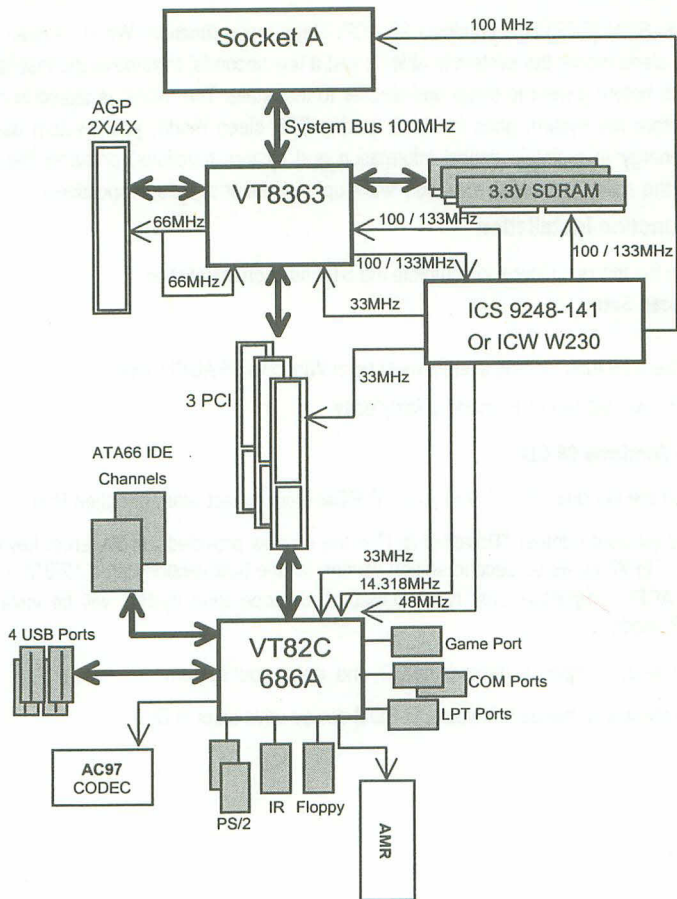 100 MHz
Socket A
AGP
2X/4X
System Bus 100MHz
VT8363
3.3V SDRAM
66MHz
100 / 133MHz
100 / 133MHz
100 / 133MHz
66MHz
33MHz
ICS 9248-141
Or ICW W230
33MHz
3 PCI
ATA66 IDE
Channels
33MHz
14.318MHz
48MHz
4 USB Ports
VT82C
686A
Game Port
COM Ports
LPT Ports
AC97
CODEC
PS/2
IR
Floppy
AMR